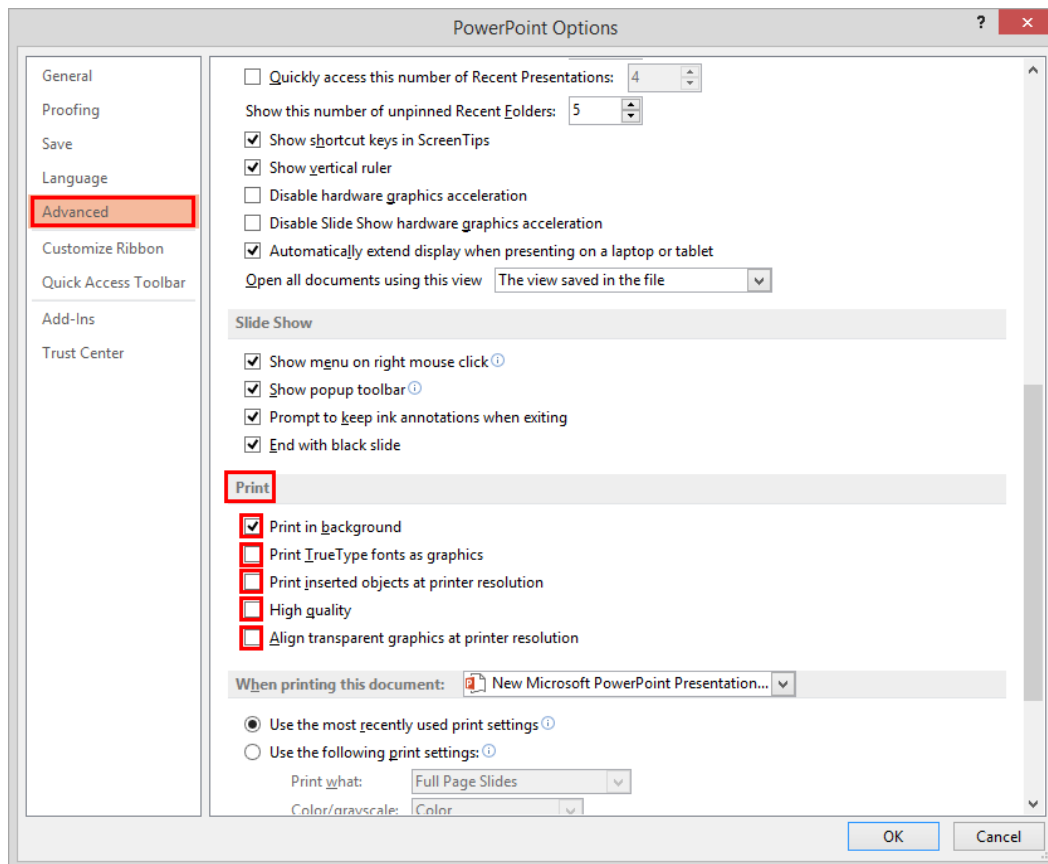 PowerPoint Options
?
General
Proofing
Save
Language
Advanced
Customize Ribbon
Quick Access Toolbar
Add-Ins
Trust Center
Quickly access this number of Recent Presentations: 4
Show this number of unpinned Recent Folders: 5
Show shortcut keys in ScreenTips
Show vertical ruler
Disable hardware graphics acceleration
Disable Slide Show hardware graphics acceleration
Automatically extend display when presenting on a laptop or tablet
Open all documents using this view The view saved in the file
Slide Show
Show menu on right mouse click
Show popup toolbar
Prompt to keep ink annotations when exiting
End with black slide
Print
Print in background
Print TrueType fonts as graphics
Print inserted objects at printer resolution
High quality
Align transparent graphics at printer resolution
When printing this document: New Microsoft PowerPoint Presentation...
Use the most recently used print settings
Use the following print settings:
Print what: Full Page Slides
Color/grayscale: Color
OK Cancel